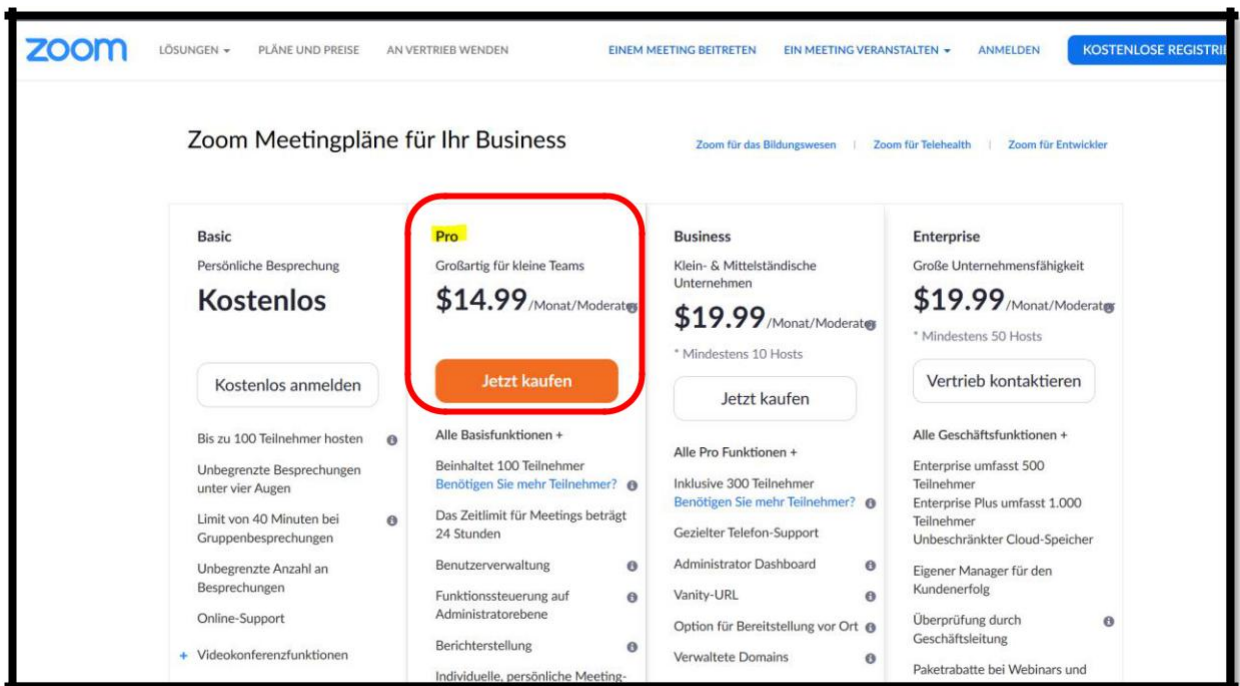 zoom
LÖSUNGEN
PLÄNE UND PREISE
AN VERTRIEB WENDEN
EINEM MEETING BEITRETEN
EIN MEETING VERANSTALTEN
ANMELDEN
KOSTENLOSE
Zoom Meetingpläne für Ihr Business
Zoom für das Bildungswesen | Zoom für Telehealth | Zoom für Entwickler
Basic
Persönliche Besprechung
Kostenlos
Kostenlos anmelden
Bis zu 100 Teilnehmer hosten
Unbegrenzte Besprechungen
unter vier Augen
Limit von 40 Minuten bei
Gruppenbesprechungen
Unbegrenzte Anzahl an
Besprechungen
Online-Support
+ Videokonferenzfunktionen
Pro
Großartig für kleine Teams
$14.99/Monat/Moderator
Jetzt kaufen
Alle Basisfunktionen +
Beinhaltet 100 Teilnehmer
Benötigen Sie mehr Teilnehmer?
Das Zeitlimit für Meetings beträgt
24 Stunden
Benutzerverwaltung
Funktionssteuerung auf
Administratorebene
Berichterstellung
Individuelle, persönliche Meeting-
Business
Klein- & Mittelständische
Unternehmen
$19.99/Monat/Moderator
* Mindestens 10 Hosts
Jetzt kaufen
Alle Pro Funktionen +
Inklusive 300 Teilnehmer
Benötigen Sie mehr Teilnehmer?
Gezielter Telefon-Support
Administrator Dashboard
Vanity-URL
Option für Bereitstellung vor Ort
Verwaltete Domains
Enterprise
Große Unternehmensfähigkeit
$19.99/Monat/Moderator
* Mindestens 50 Hosts
Vertrieb kontaktieren
Alle Geschäftsfunktionen +
Enterprise umfasst 500
Teilnehmer
Enterprise Plus umfasst 1.000
Teilnehmer
Unbeschränkter Cloud-Speicher
Eigener Manager für den
Kundenerfolg
Überprüfung durch
Geschäftsleitung
Paketrabatte bei Webinars und